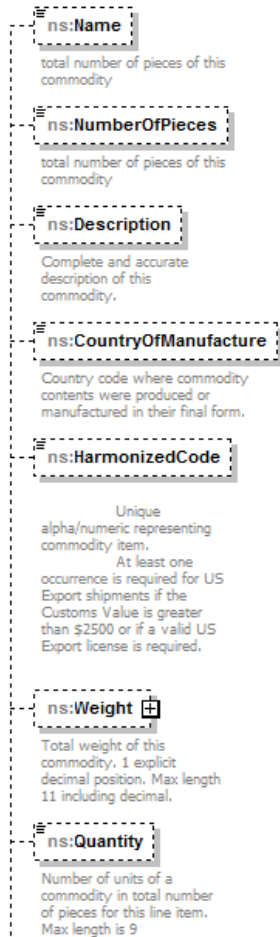 ns:Name
total number of pieces of this
commodity
ns:NumberOfPieces
total number of pieces of this
commodity
ns:Description
Complete and accurate
description of this
commodity.
ns:CountryOfManufacture
Country code where commodity
contents were produced or
manufactured in their final form.
ns:HarmonizedCode
Unique
alpha/numeric representing
commodity item.
At least one
occurrence is required for US
Export shipments if the
Customs Value is greater
than $2500 or if a valid US
Export license is required.
ns:Weight
Total weight of this
commodity. 1 explicit
decimal position. Max length
11 including decimal.
ns:Quantity
Number of units of a
commodity in total number
of pieces for this line item.
Max length is 9